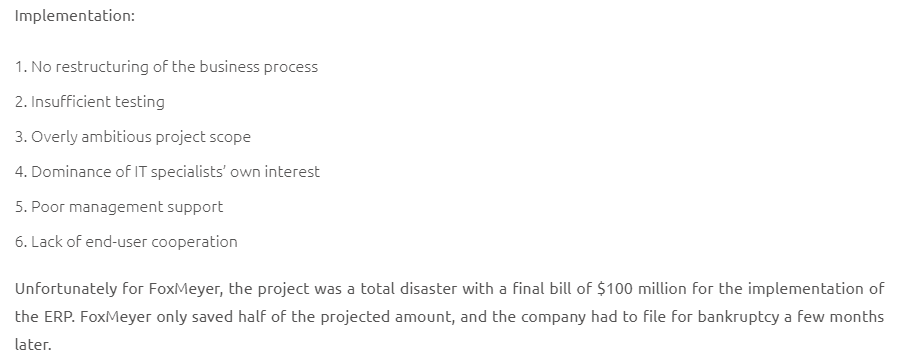 Implementation:
1. No restructuring of the business process
2. Insufficient testing
3. Overly ambitious project scope
4. Dominance of IT specialists’ own interest
5. Poor management support
6. Lack of end-user cooperation
Unfortunately for FoxMeyer, the project was a total disaster with a final bill of $100 million for the implementation of
the ERP. FoxMeyer only saved half of the projected amount, and the company had to file for bankruptcy a few months
later.